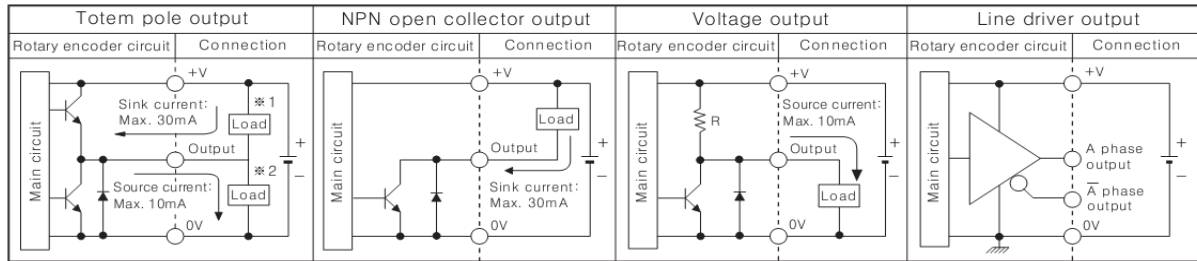 Totem pole output
Rotary encoder circuit
Connection
Main circuit
+V
Sink current:
Max. 30mA
※1
Load
Output
※2
Source current:
Max. 10mA
Load
0V
+
−
NPN open collector output
Rotary encoder circuit
Connection
Main circuit
+V
Load
Output
Sink current:
Max. 30mA
0V
+
−
Voltage output
Rotary encoder circuit
Connection
Main circuit
+V
R
Source current:
Max. 10mA
Output
Load
0V
+
−
Line driver output
Rotary encoder circuit
Connection
Main circuit
+V
A phase
output
A̅ phase
output
0V
+
−